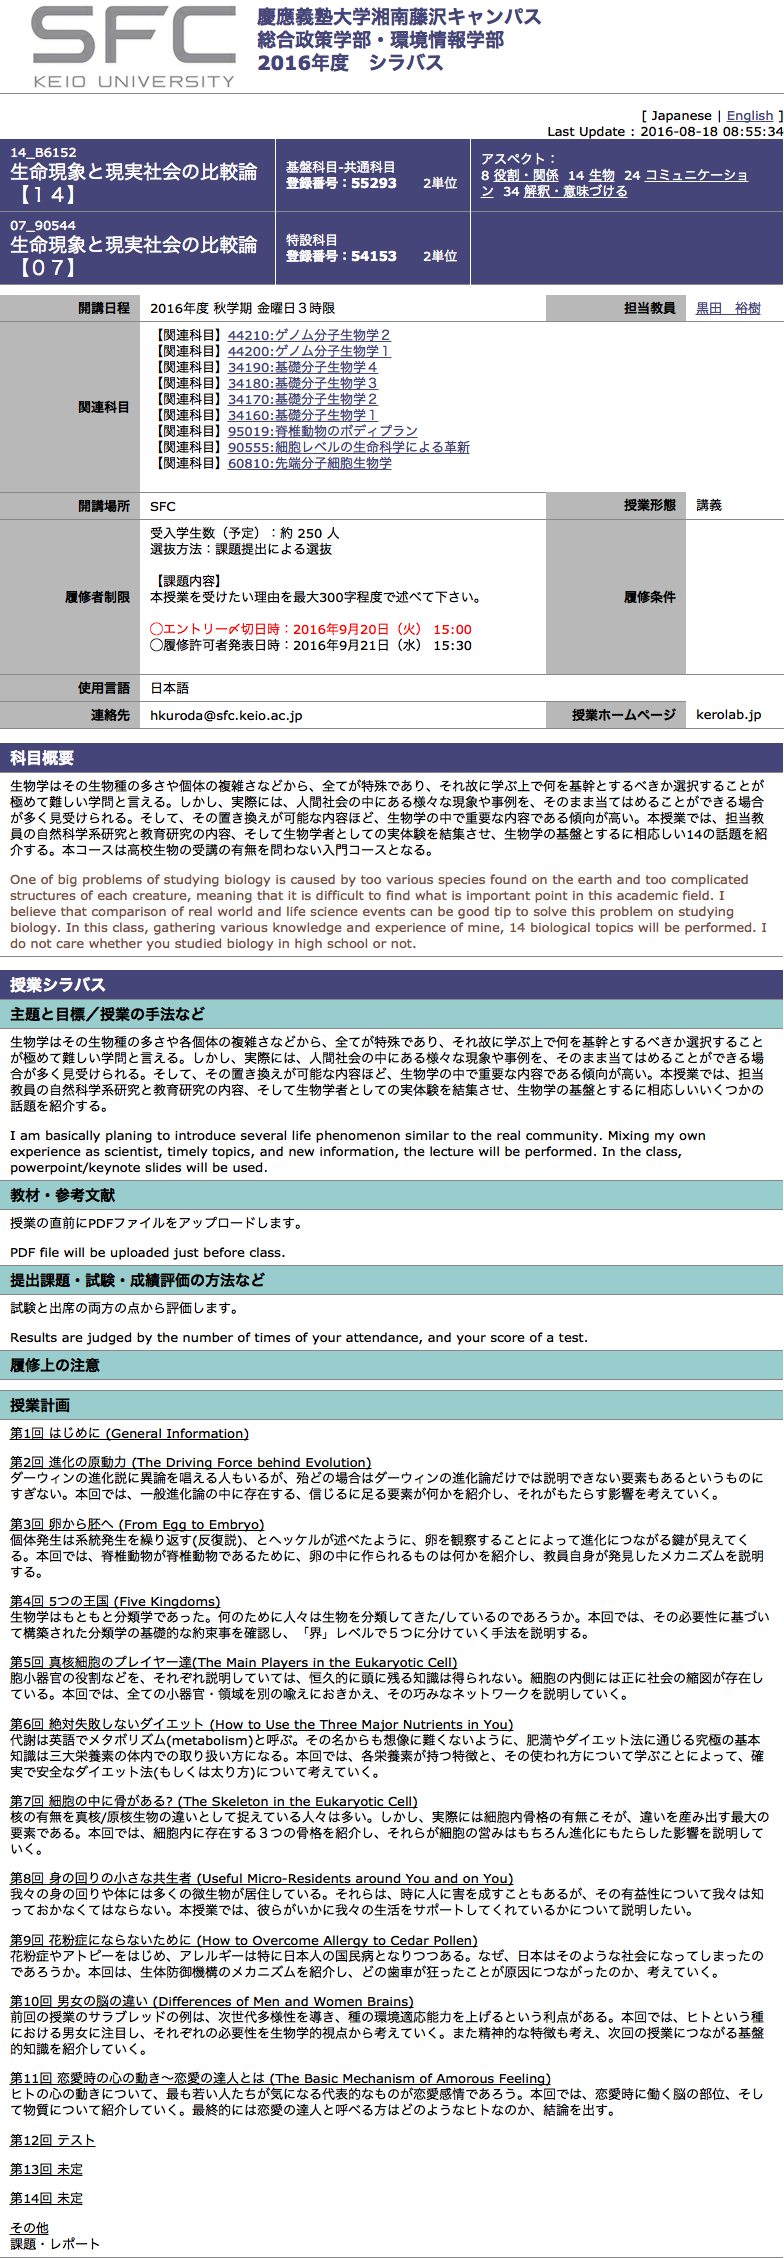 SFC
KEIO UNIVERSITY
慶應義塾大学湘南藤沢キャンパス
総合政策学部・環境情報学部
2016年度　シラバス
[ Japanese | English ]
Last Update : 2016-08-18 08:55:34
14_B6152
生命現象と現実社会の比較論
【１４】
基盤科目-共通科目
登録番号：55293　2単位
アスペクト：
8 役割・関係 14 生物 24 コミュニケーショ
ン 34 解釈・意味づける
07_90544
生命現象と現実社会の比較論
【０７】
特設科目
登録番号：54153　2単位
開講日程
2016年度 秋学期 金曜日３時限
担当教員
黒田　裕樹
関連科目
【関連科目】44210:ゲノム分子生物学２
【関連科目】44200:ゲノム分子生物学１
【関連科目】34190:基礎分子生物学４
【関連科目】34180:基礎分子生物学３
【関連科目】34170:基礎分子生物学２
【関連科目】34160:基礎分子生物学１
【関連科目】95019:脊椎動物のボディプラン
【関連科目】90555:細胞レベルの生命科学による革新
【関連科目】60810:先端分子細胞生物学
開講場所
SFC
授業形態
講義
履修者制限
受入学生数（予定）：約 250 人
選抜方法：課題提出による選抜
【課題内容】
本授業を受けたい理由を最大300字程度で述べて下さい。
◯エントリー〆切日時：2016年9月20日（火） 15:00
◯履修許可者発表日時：2016年9月21日（水） 15:30
履修条件
使用言語
日本語
連絡先
hkuroda@sfc.keio.ac.jp
授業ホームページ
kerolab.jp
科目概要
生物学はその生物種の多さや個体の複雑さなどから、全てが特殊であり、それ故に学ぶ上で何を基幹とするべきか選択することが
極めて難しい学問と言える。しかし、実際には、人間社会の中にある様々な現象や事例を、そのまま当てはめることができる場合
が多く見受けられる。そして、その置き換えが可能な内容ほど、生物学の中で重要な内容である傾向が高い。本授業では、担当教
員の自然科学系研究と教育研究の内容、そして生物学者としての実体験を結集させ、生物学の基盤とするに相応しい14の話題を紹
介する。本コースは高校生物の受講の有無を問わない入門コースとなる。
One of big problems of studying biology is caused by too various species found on the earth and too complicated
structures of each creature, meaning that it is difficult to find what is important point in this academic field. I
believe that comparison of real world and life science events can be good tip to solve this problem on studying
biology. In this class, gathering various knowledge and experience of mine, 14 biological topics will be performed. I
do not care whether you studied biology in high school or not.
授業シラバス
主題と目標／授業の手法など
生物学はその生物種の多さや各個体の複雑さなどから、全てが特殊であり、それ故に学ぶ上で何を基幹とするべきか選択すること
が極めて難しい学問と言える。しかし、実際には、人間社会の中にある様々な現象や事例を、そのまま当てはめることができる場
合が多く見受けられる。そして、その置き換えが可能な内容ほど、生物学の中で重要な内容である傾向が高い。本授業では、担当
教員の自然科学系研究と教育研究の内容、そして生物学者としての実体験を結集させ、生物学の基盤とするに相応しいいくつかの
話題を紹介する。
I am basically planing to introduce several life phenomenon similar to the real community. Mixing my own
experience as scientist, timely topics, and new information, the lecture will be performed. In the class,
powerpoint/keynote slides will be used.
教材・参考文献
授業の直前にPDFファイルをアップロードします。
PDF file will be uploaded just before class.
提出課題・試験・成績評価の方法など
試験と出席の両方の点から評価します。
Results are judged by the number of times of your attendance, and your score of a test.
履修上の注意
授業計画
第1回 はじめに (General Information)
第2回 進化の原動力 (The Driving Force behind Evolution)
ダーウィンの進化説に異論を唱える人もいるが、殆どの場合はダーウィンの進化論だけでは説明できない要素もあるというものに
すぎない。本回では、一般進化論の中に存在する、信じるに足る要素が何かを紹介し、それがもたらす影響を考えていく。
第3回 卵から胚へ (From Egg to Embryo)
個体発生は系統発生を繰り返す(反復説)、とヘッケルが述べたように、卵を観察することによって進化につながる鍵が見えてく
る。本回では、脊椎動物が脊椎動物であるために、卵の中に作られるものは何かを紹介し、教員自身が発見したメカニズムを説明
する。
第4回 5つの王国 (Five Kingdoms)
生物学はもともと分類学であった。何のために人々は生物を分類してきた/しているのであろうか。本回では、その必要性に基づい
て構築された分類学の基礎的な約束事を確認し、「界」レベルで５つに分けていく手法を説明する。
第5回 真核細胞のプレイヤー達(The Main Players in the Eukaryotic Cell)
胞小器官の役割などを、それぞれ説明していては、恒久的に頭に残る知識は得られない。細胞の内側には正に社会の縮図が存在し
ている。本回では、全ての小器官・領域を別の喩えにおきかえ、その巧みなネットワークを説明していく。
第6回 絶対失敗しないダイエット (How to Use the Three Major Nutrients in You)
代謝は英語でメタボリズム(metabolism)と呼ぶ。その名からも想像に難くないように、肥満やダイエット法に通じる究極の基本
知識は三大栄養素の体内での取り扱い方になる。本回では、各栄養素が持つ特徴と、その使われ方について学ぶことによって、確
実で安全なダイエット法(もしくは太り方)について考えていく。
第7回 細胞の中に骨がある? (The Skeleton in the Eukaryotic Cell)
核の有無を真核/原核生物の違いとして捉えている人々は多い。しかし、実際には細胞内骨格の有無こそが、違いを産み出す最大の
要素である。本回では、細胞内に存在する３つの骨格を紹介し、それらが細胞の営みはもちろん進化にもたらした影響を説明して
いく。
第8回 身の回りの小さな共生者 (Useful Micro-Residents around You and on You)
我々の身の回りや体には多くの微生物が居住している。それらは、時に人に害を成すこともあるが、その有益性について我々は知
っておかなくてはならない。本授業では、彼らがいかに我々の生活をサポートしてくれているかについて説明したい。
第9回 花粉症にならないために (How to Overcome Allergy to Cedar Pollen)
花粉症やアトピーをはじめ、アレルギーは特に日本人の国民病となりつつある。なぜ、日本はそのような社会になってしまったの
であろうか。本回は、生体防御機構のメカニズムを紹介し、どの歯車が狂ったことが原因につながったのか、考えていく。
第10回 男女の脳の違い (Differences of Men and Women Brains)
前回の授業のサラブレッドの例は、次世代多様性を導き、種の環境適応能力を上げるという利点がある。本回では、ヒトという種
における男女に注目し、それぞれの必要性を生物学的視点から考えていく。また精神的な特徴も考え、次回の授業につながる基盤
的知識を紹介していく。
第11回 恋愛時の心の動き～恋愛の達人とは (The Basic Mechanism of Amorous Feeling)
ヒトの心の動きについて、最も若い人たちが気になる代表的なものが恋愛感情であろう。本回では、恋愛時に働く脳の部位、そし
て物質について紹介していく。最終的には恋愛の達人と呼べる方はどのようなヒトなのか、結論を出す。
第12回 テスト
第13回 未定
第14回 未定
その他
課題・レポート